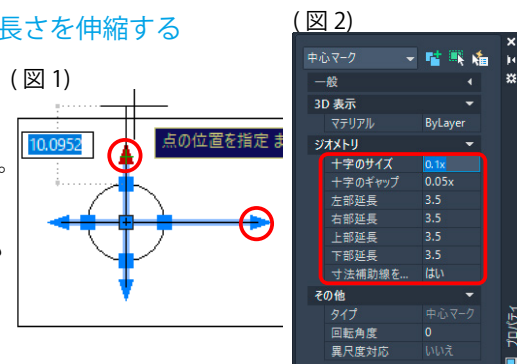 長さを伸縮する
( 図 1)
。
10.0952
点の位置を指定 ま
( 図 2)
中心マーク
一般
3D 表示
マテリアル ByLayer
ジオメトリ
十字のサイズ 0.1x
十字のギャップ 0.05x
左部延長 3.5
右部延長 3.5
上部延長 3.5
下部延長 3.5
寸法補助線を... はい
その他
タイプ 中心マーク
回転角度 0
異尺度対応 いいえ
プロパティ